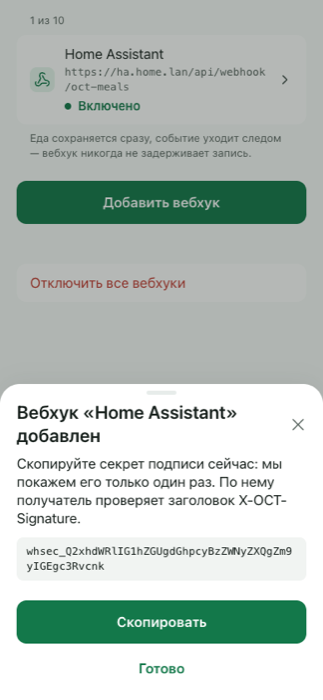 1 из 10
Home Assistant
https://ha.home.lan/api/webhook
/oct-meals
Включено
Еда сохраняется сразу, событие уходит следом
— вебхук никогда не задерживает запись.
Добавить вебхук
Отключить все вебхуки
Вебхук «Home Assistant»
добавлен
Скопируйте секрет подписи сейчас: мы
покажем его только один раз. По нему
получатель проверяет заголовок X-OCT-
Signature.
whsec_Q2xhdWRlIG1hZGUgdGhpcyBzZWNyZXQgZm9
yIGEgc3Rvcnk
Скопировать
Готово